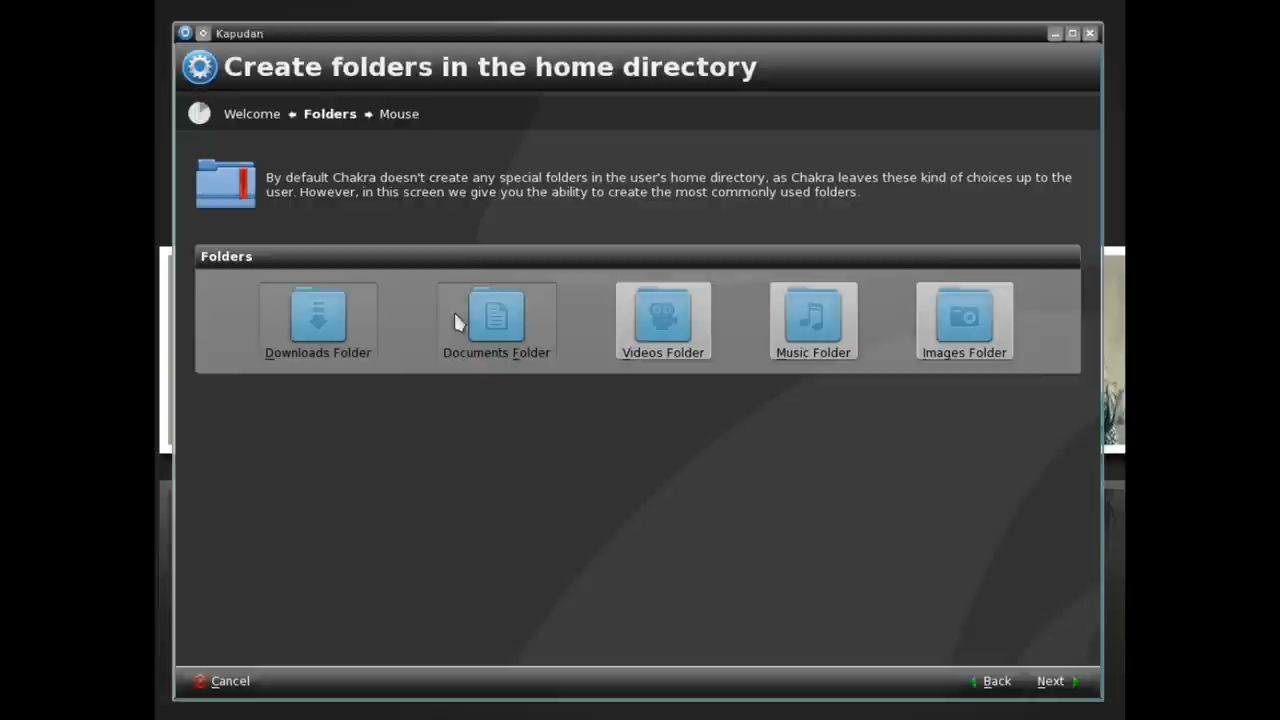 Kapudan
Create folders in the home directory
Welcome Folders Mouse
By default Chakra doesn't create any special folders in the user's home directory, as Chakra leaves these kind of choices up to the
user. However, in this screen we give you the ability to create the most commonly used folders.
Folders
Downloads Folder Documents Folder Videos Folder Music Folder Images Folder
Cancel Back Next